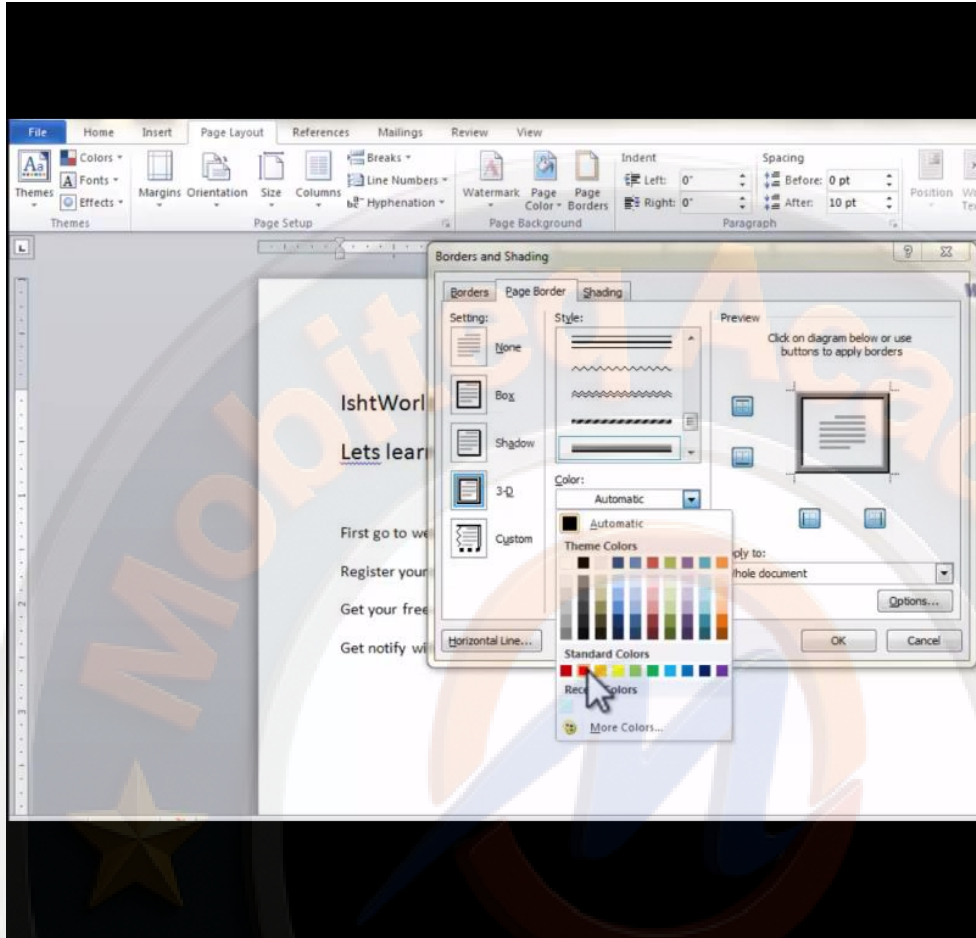 File Home Insert Page Layout References Mailings Review View
Colors Breaks Indent Spacing
Fonts Line Numbers Left: 0" Before: 0 pt
Themes Effects Margins Orientation Size Columns Hyphenation Watermark Page Color Page Borders Right: 0" After: 10 pt Position
Themes Page Setup Page Background Paragraph
Borders and Shading
Borders Page Border Shading
Setting: Style: Preview
None
Click on diagram below or use
buttons to apply borders
Box
Shadow
3-D
Custom
Color:
Automatic
Automatic
Theme Colors
Standard Colors
Colors
More Colors...
to:
document
Options...
Horizontal Line... OK Cancel
IshtWorl
Lets lear
First go to we
Register your
Get your free
Get notify wi
Mobited Acad